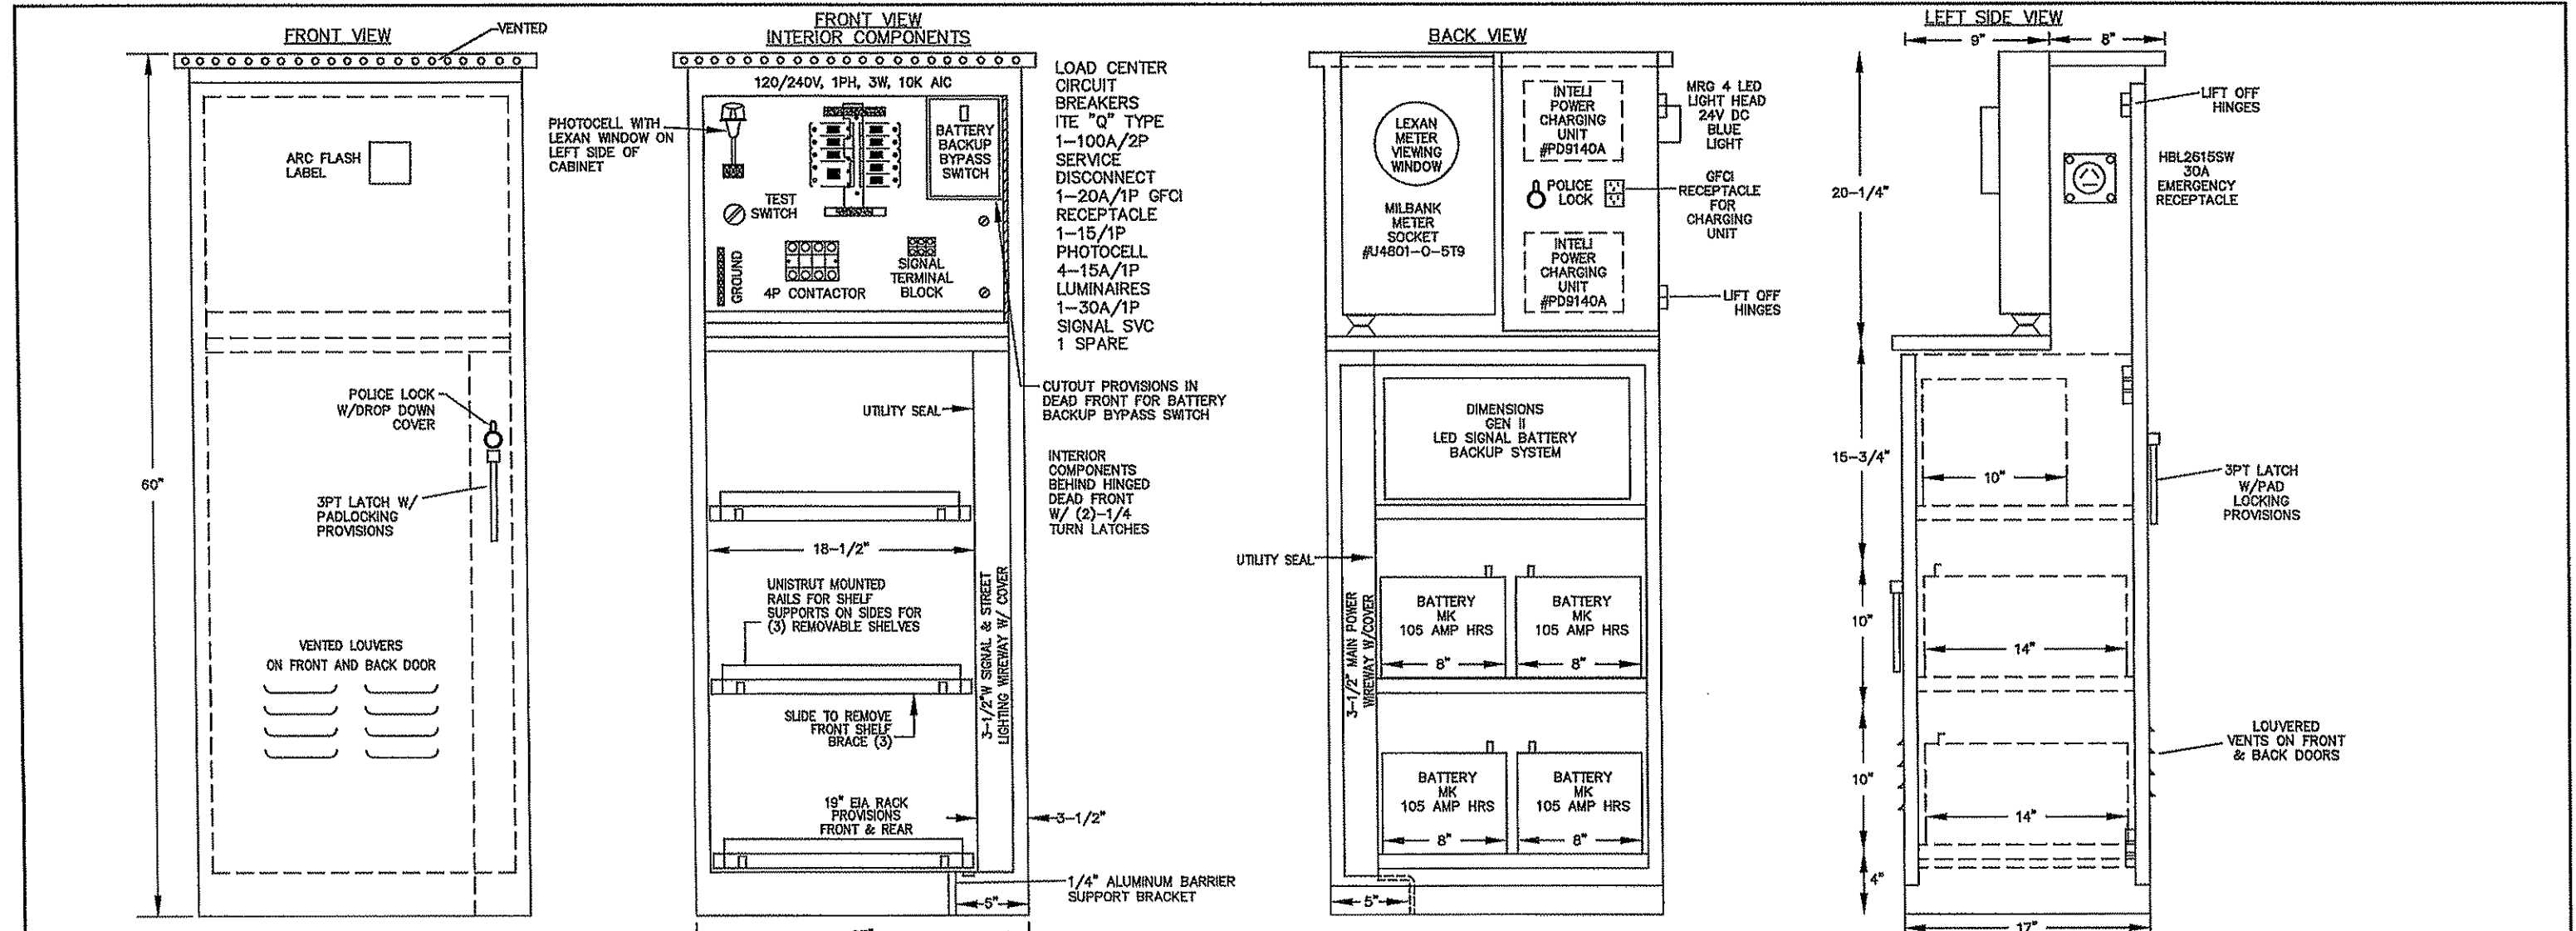 FRONT VIEW
VENTED
60"
ARC FLASH
LABEL
POLICE LOCK
W/DROP DOWN
COVER
3PT LATCH W/
PADLOCKING
PROVISIONS
VENTED LOUVERS
ON FRONT AND BACK DOOR
FRONT VIEW
INTERIOR COMPONENTS
120/240V, 1PH, 3W, 10K AIC
PHOTOCELL WITH
LEXAN WINDOW ON
LEFT SIDE OF
CABINET
BATTERY
BACKUP
BYPASS
SWITCH
TEST
SWITCH
GROUND
4P CONTACTOR
SIGNAL
TERMINAL
BLOCK
LOAD CENTER
CIRCUIT
BREAKERS
ITE "Q" TYPE
1-100A/2P
SERVICE
DISCONNECT
1-20A/1P GFCI
RECEPTACLE
1-15/1P
PHOTOCELL
4-15A/1P
LUMINAIRES
1-30A/1P
SIGNAL SVC
1 SPARE
CUTOUT PROVISIONS IN
DEAD FRONT FOR BATTERY
BACKUP BYPASS SWITCH
UTILITY SEAL
INTERIOR
COMPONENTS
BEHIND HINGED
DEAD FRONT
W/ (2)-1/4
TURN LATCHES
18-1/2"
UNISTRUT MOUNTED
RAILS FOR SHELF
SUPPORTS ON SIDES FOR
(3) REMOVABLE SHELVES
3-1/2"W SIGNAL & STREET
LIGHTING WIREWAY W/ COVER
SLIDE TO REMOVE
FRONT SHELF
BRACE (3)
19" EIA RACK
PROVISIONS
FRONT & REAR
3-1/2"
1/4" ALUMINUM BARRIER
SUPPORT BRACKET
5"
BACK VIEW
LEXAN
METER
VIEWING
WINDOW
MILBANK
METER
SOCKET
#U4801-O-5T9
INTELI
POWER
CHARGING
UNIT
#PD9140A
POLICE
LOCK
INTELI
POWER
CHARGING
UNIT
#PD9140A
MRG 4 LED
LIGHT HEAD
24V DC
BLUE
LIGHT
GFCI
RECEPTACLE
FOR
CHARGING
UNIT
LIFT OFF
HINGES
DIMENSIONS
GEN II
LED SIGNAL BATTERY
BACKUP SYSTEM
UTILITY SEAL
3-1/2" MAIN POWER
WIREWAY W/COVER
BATTERY
MK
105 AMP HRS
8"
BATTERY
MK
105 AMP HRS
8"
BATTERY
MK
105 AMP HRS
8"
BATTERY
MK
105 AMP HRS
8"
5"
LEFT SIDE VIEW
9"
8"
LIFT OFF
HINGES
HBL2615SW
30A
EMERGENCY
RECEPTACLE
20-1/4"
15-3/4"
10"
3PT LATCH
W/PAD
LOCKING
PROVISIONS
10"
14"
LOUVERED
VENTS ON FRONT
& BACK DOORS
10"
14"
4"
17"